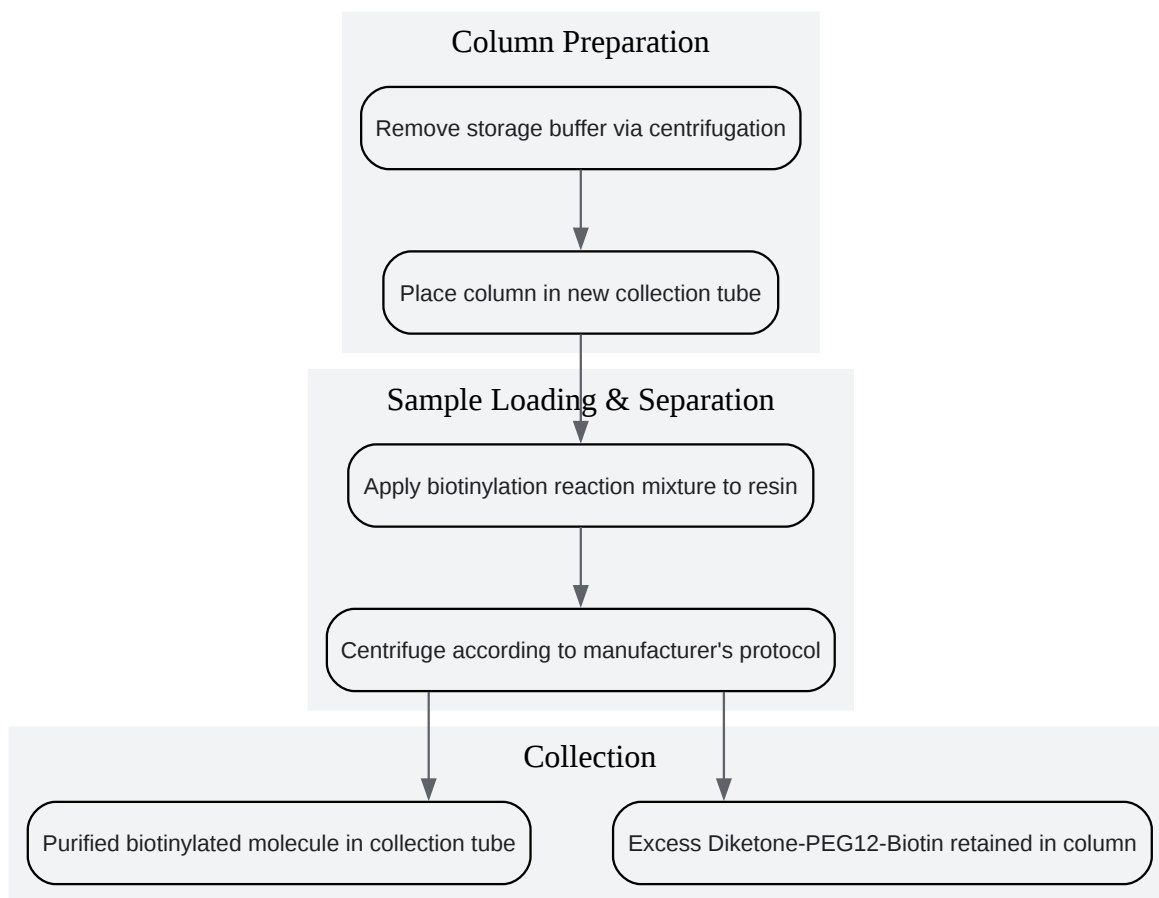 Column Preparation
Remove storage buffer via centrifugation
Place column in new collection tube
Sample Loading & Separation
Apply biotinylation reaction mixture to resin
Centrifuge according to manufacturer's protocol
Collection
Purified biotinylated molecule in collection tube
Excess Diketone-PEG12-Biotin retained in column